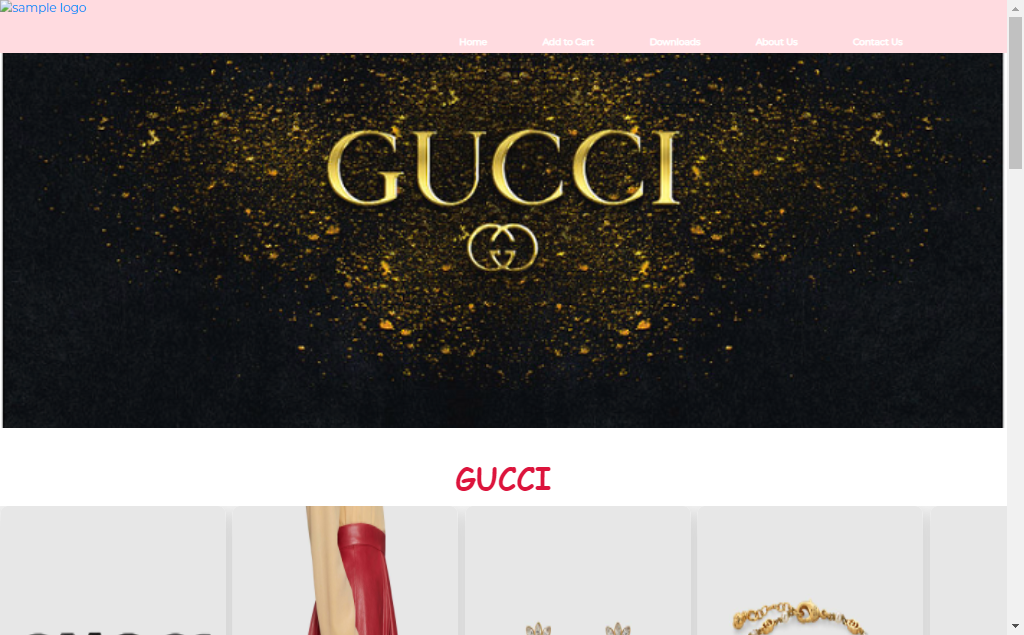 sample logo
Home Add to Cart Downloads About Us Contact Us
GUCCI
GUCCI